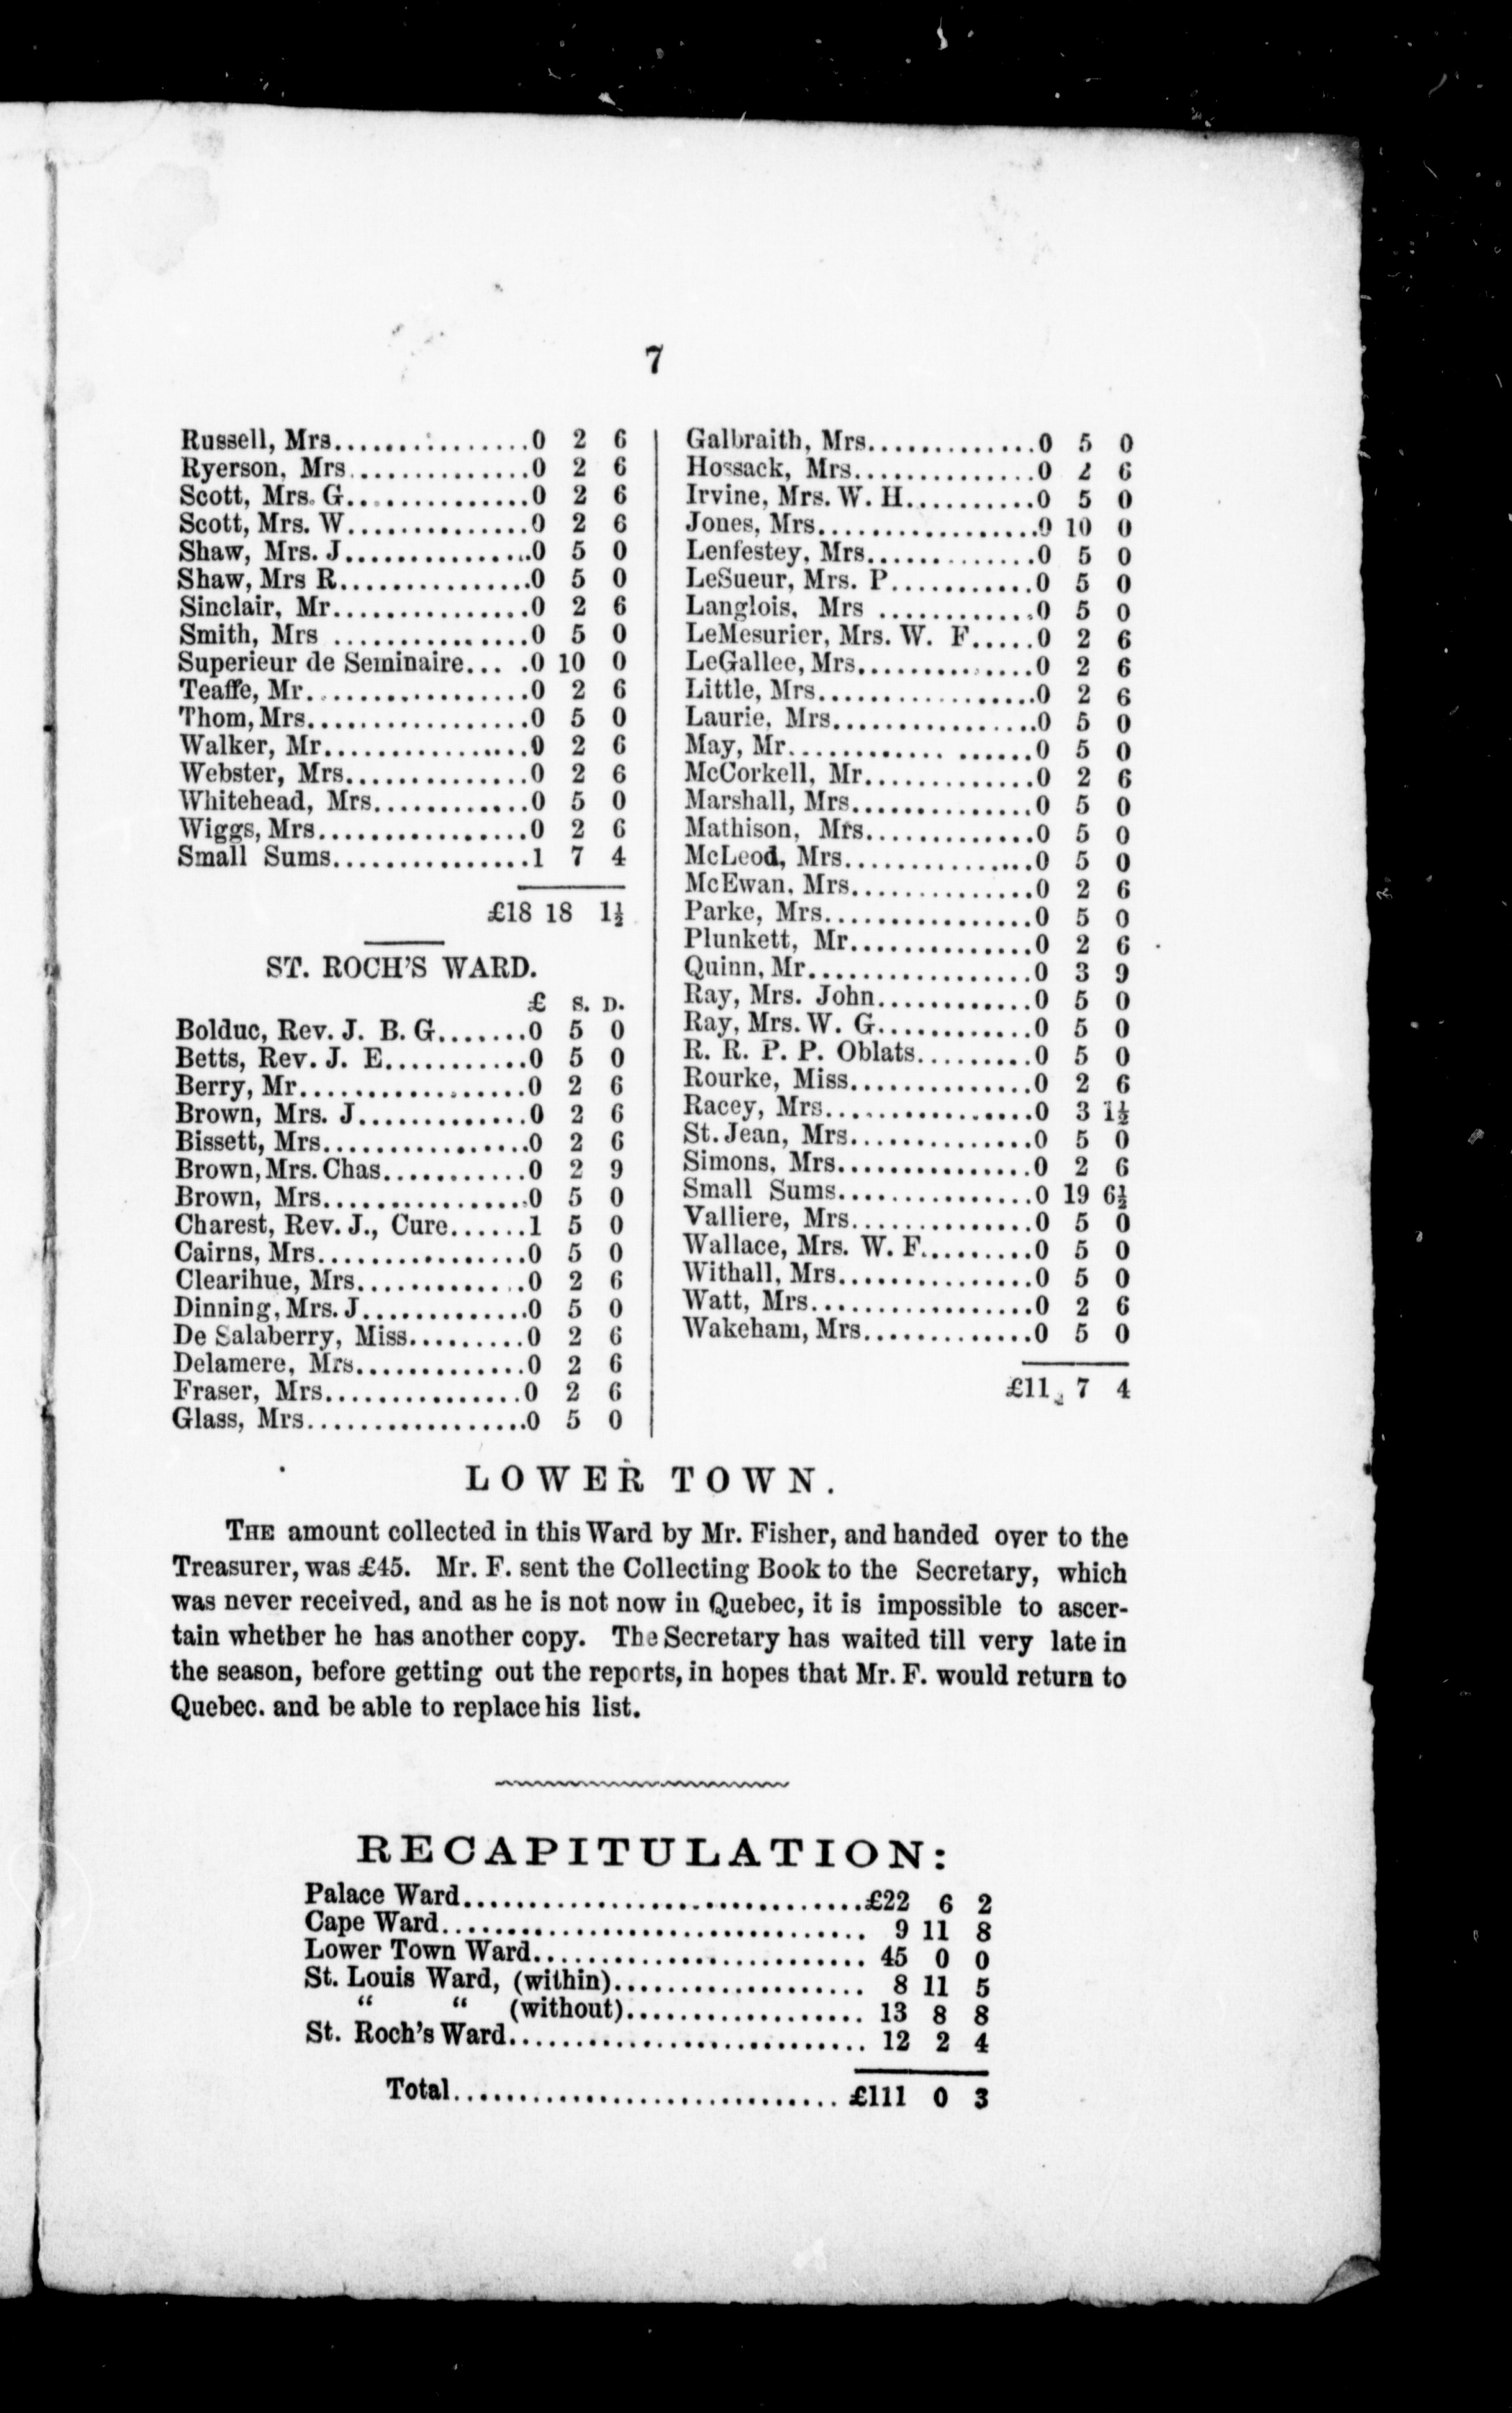 7
Russell, Mrs................0 2 6
Ryerson, Mrs...............0 2 6
Scott, Mrs. G...............0 2 6
Scott, Mrs. W...............0 2 6
Shaw, Mrs. J................0 5 0
Shaw, Mrs R................0 5 0
Sinclair, Mr................0 2 6
Smith, Mrs ................0 5 0
Superieur de Seminaire... .0 10 0
Teaffe, Mr..................0 2 6
Thom, Mrs..................0 5 0
Walker, Mr.................0 2 6
Webster, Mrs...............0 2 6
Whitehead, Mrs.............0 5 0
Wiggs, Mrs.................0 2 6
Small Sums................1 7 4
£18 18 1½
ST. ROCH'S WARD.
£ S. D.
Bolduc, Rev. J. B. G.......0 5 0
Betts, Rev. J. E............0 5 0
Berry, Mr..................0 2 6
Brown, Mrs. J..............0 2 6
Bissett, Mrs.................0 2 6
Brown, Mrs. Chas............0 2 9
Brown, Mrs.................0 5 0
Charest, Rev. J., Cure......1 5 0
Cairns, Mrs.................0 5 0
Clearihue, Mrs..............0 2 6
Dinning, Mrs. J..............0 5 0
De Salaberry, Miss..........0 2 6
Delamere, Mrs..............0 2 6
Fraser, Mrs................0 2 6
Glass, Mrs..................0 5 0
Galbraith, Mrs..............0 5 0
Hossack, Mrs...............0 2 6
Irvine, Mrs. W. H...........0 5 0
Jones, Mrs..................0 10 0
Lenfestey, Mrs..............0 5 0
LeSueur, Mrs. P............0 5 0
Langlois, Mrs .............0 5 0
LeMesurier, Mrs. W. F.....0 2 6
LeGallee, Mrs...............0 2 6
Little, Mrs..................0 2 6
Laurie, Mrs.................0 5 0
May, Mr............. ......0 5 0
McCorkell, Mr..............0 2 6
Marshall, Mrs...............0 5 0
Mathison, Mrs..............0 5 0
McLeod, Mrs................0 5 0
McEwan, Mrs...............0 2 6
Parke, Mrs.................0 5 0
Plunkett, Mr...............0 2 6
Quinn, Mr..................0 3 9
Ray, Mrs. John.............0 5 0
Ray, Mrs. W. G.............0 5 0
R. R. P. P. Oblats..........0 5 0
Rourke, Miss...............0 2 6
Racey, Mrs.................0 3 1½
St. Jean, Mrs...............0 5 0
Simons, Mrs................0 2 6
Small Sums................0 19 6½
Valliere, Mrs...............0 5 0
Wallace, Mrs. W. F.........0 5 0
Withall, Mrs................0 5 0
Watt, Mrs..................0 2 6
Wakeham, Mrs..............0 5 0
£11 7 4
LOWER TOWN.
THE amount collected in this Ward by Mr. Fisher, and handed over to the
Treasurer, was £45. Mr. F. sent the Collecting Book to the Secretary, which
was never received, and as he is not now in Quebec, it is impossible to ascer-
tain whether he has another copy. The Secretary has waited till very late in
the season, before getting out the reports, in hopes that Mr. F. would return to
Quebec. and be able to replace his list.
RECAPITULATION:
Palace Ward..............................£22 6 2
Cape Ward................................ 9 11 8
Lower Town Ward......................... 45 0 0
St. Louis Ward, (within)................... 8 11 5
“ “ (without).................. 13 8 8
St. Roch's Ward........................... 12 2 4
Total............................. £111 0 3